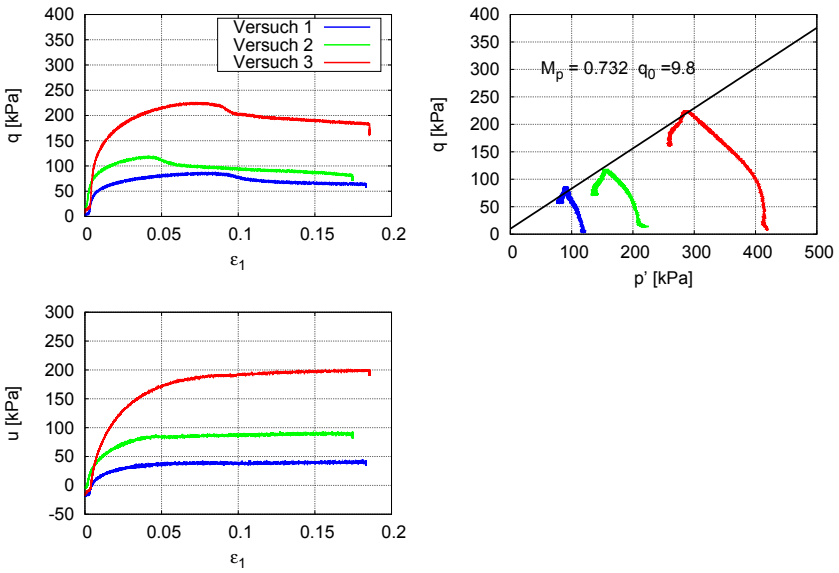 400
350
300
250
200
150
100
50
0
q [kPa]
Versuch 1
Versuch 2
Versuch 3
0 0.05 0.1 0.15 0.2
ε1
400
350
300
250
200
150
100
50
0
q [kPa]
Mp = 0.732 q0 =9.8
0 100 200 300 400 500
p' [kPa]
300
250
200
150
100
50
0
-50
u [kPa]
0 0.05 0.1 0.15 0.2
ε1